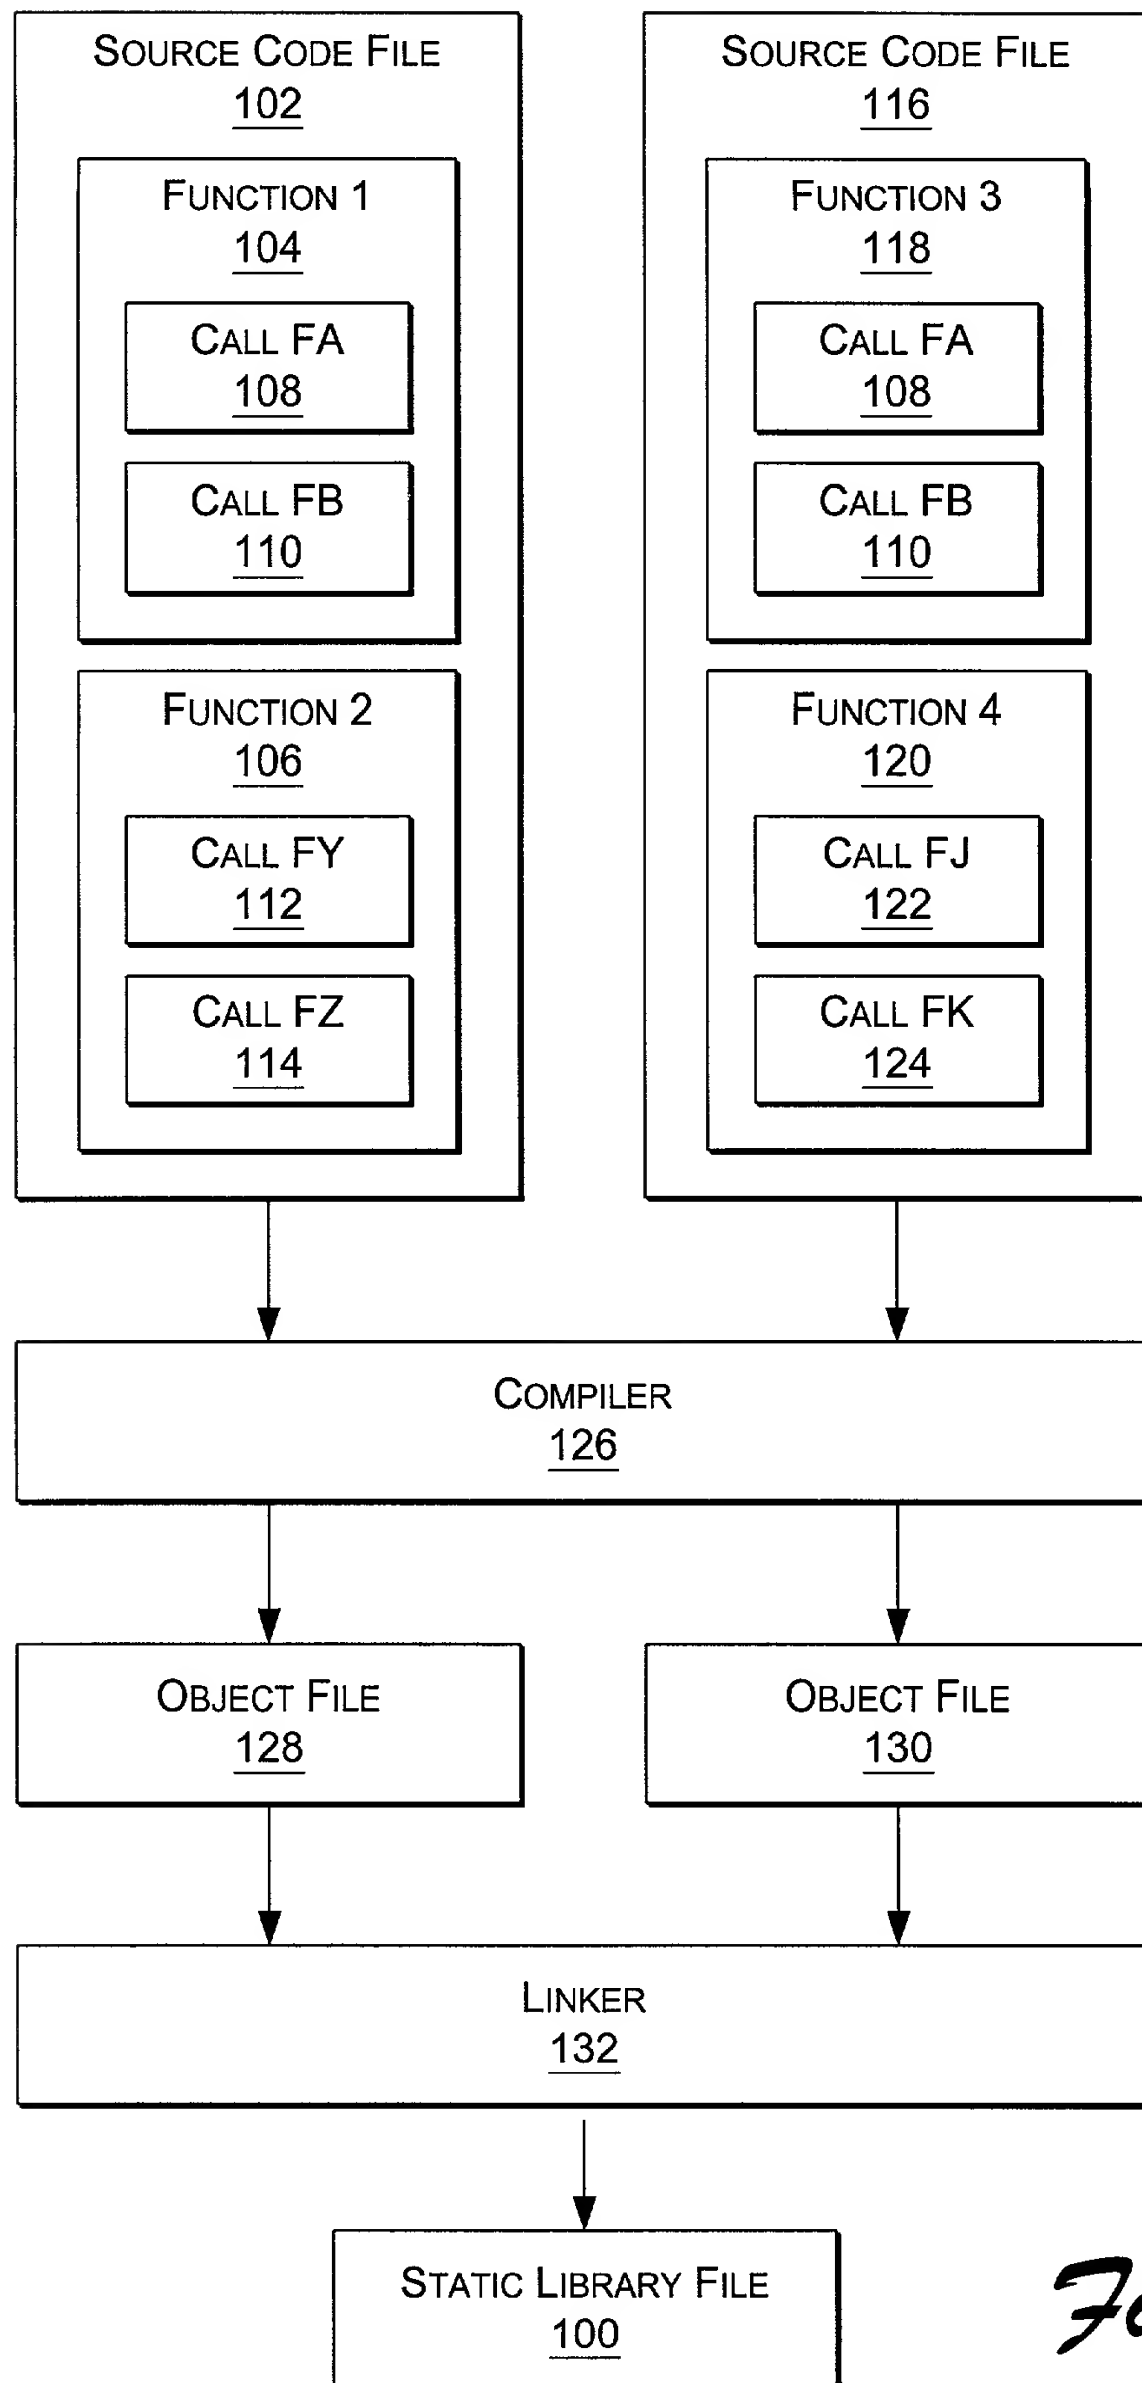 SOURCE CODE FILE
102
FUNCTION 1
104
CALL FA
108
CALL FB
110
FUNCTION 2
106
CALL FY
112
CALL FZ
114
SOURCE CODE FILE
116
FUNCTION 3
118
CALL FA
108
CALL FB
110
FUNCTION 4
120
CALL FJ
122
CALL FK
124
COMPILER
126
OBJECT FILE
128
OBJECT FILE
130
LINKER
132
STATIC LIBRARY FILE
100